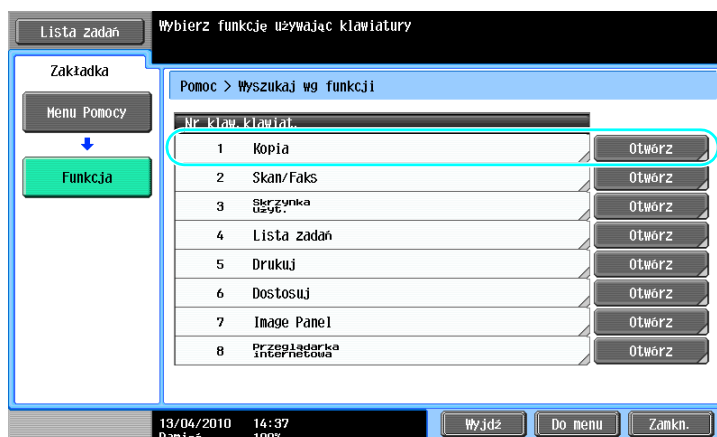 Lista zadań
Wybierz funkcję używając klawiatury
Zakładka
Menu Pomocy
Funkcja
Pomoc > Wyszukaj wg funkcji
Nr klaw.klawiat.
1 Kopia Otwórz
2 Skan/Faks Otwórz
3 Skrzynka użyt. Otwórz
4 Lista zadań Otwórz
5 Drukuj Otwórz
6 Dostosuj Otwórz
7 Image Panel Otwórz
8 Przeglądarka internetowa Otwórz
13/04/2010 14:37
Pamięć 100%
Wyjdź Do menu Zamkn.